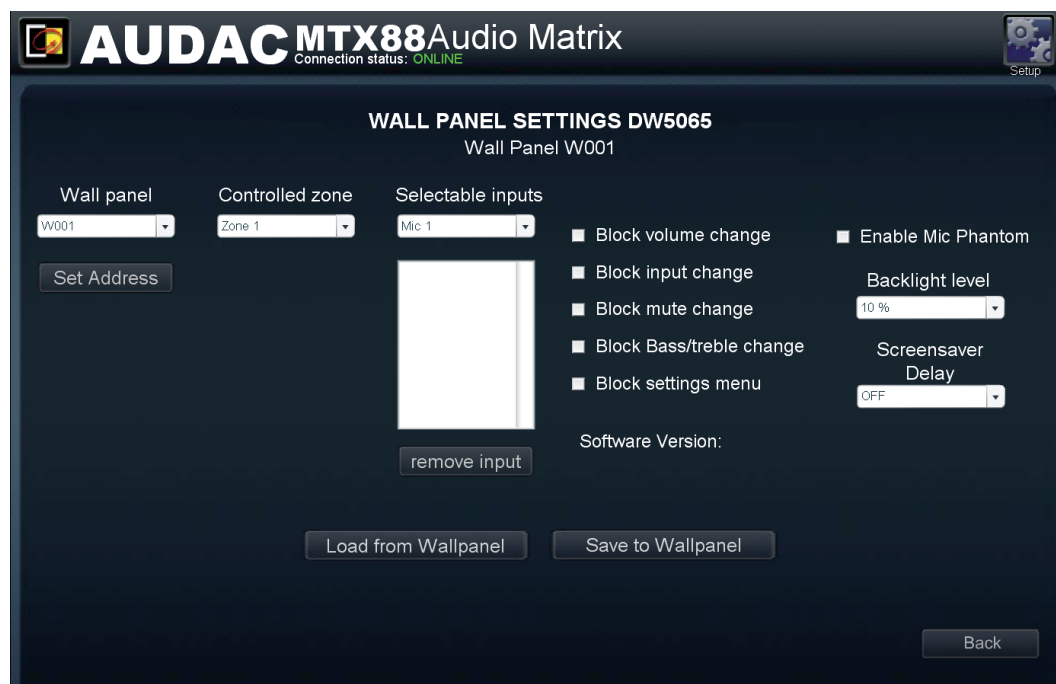 AUDAC MTX88 Audio Matrix
Connection status: ONLINE
Setup
WALL PANEL SETTINGS DW5065
Wall Panel W001
Wall panel
W001
Set Address
Controlled zone
Zone 1
Selectable inputs
Mic 1
remove input
Block volume change
Block input change
Block mute change
Block Bass/treble change
Block settings menu
Software Version:
Enable Mic Phantom
Backlight level
10 %
Screensaver
Delay
OFF
Load from Wallpanel
Save to Wallpanel
Back